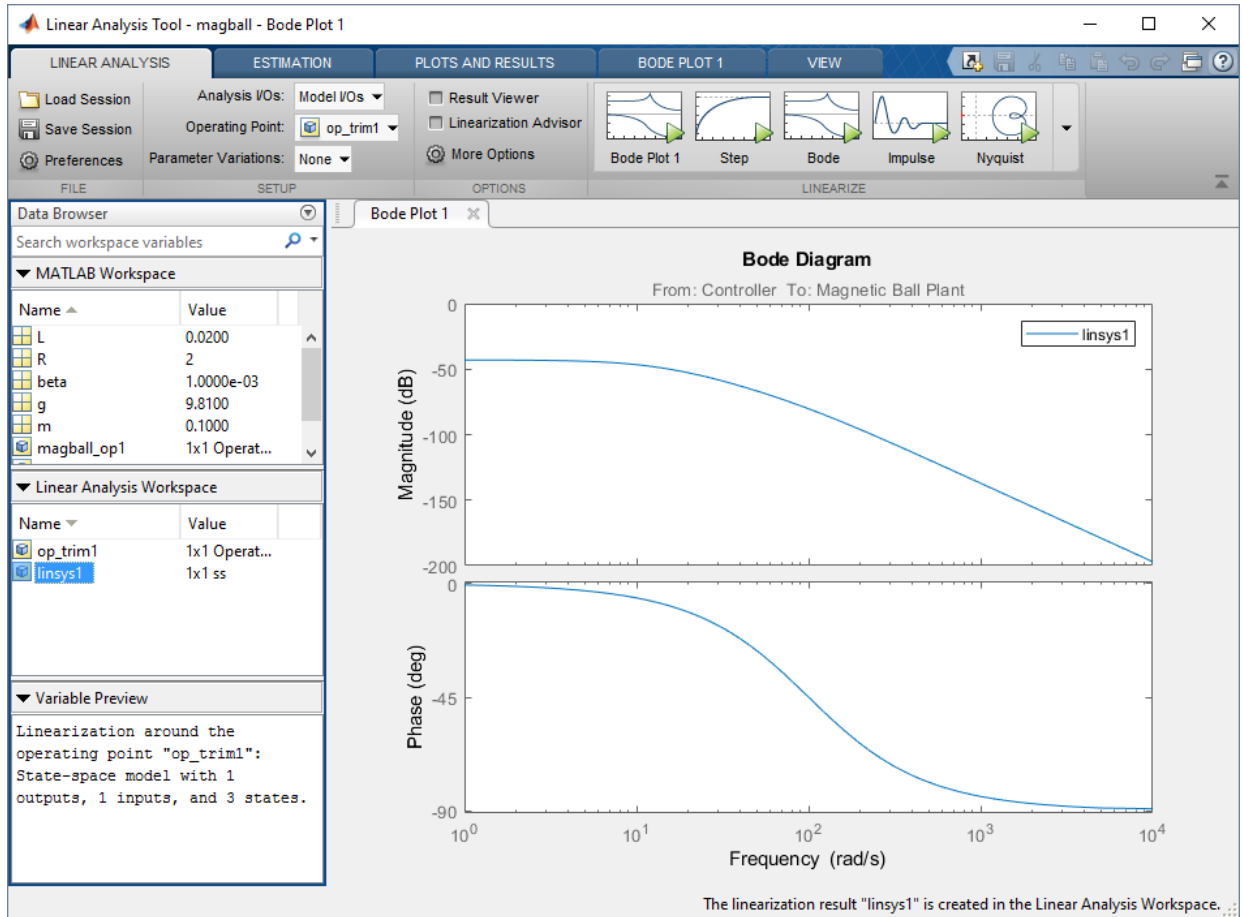 Linear Analysis Tool - magball - Bode Plot 1
LINEAR ANALYSIS ESTIMATION PLOTS AND RESULTS BODE PLOT 1 VIEW
Load Session
Save Session
Preferences
FILE
Analysis I/Os: Model I/Os
Operating Point: op_trim1
Parameter Variations: None
SETUP
Result Viewer
Linearization Advisor
More Options
OPTIONS
Bode Plot 1 Step Bode Impulse Nyquist
LINEARIZE
Data Browser
Search workspace variables
MATLAB Workspace
Name Value
L 0.0200
R 2
beta 1.0000e-03
g 9.8100
m 0.1000
magball_op1 1x1 Operat...
Linear Analysis Workspace
Name Value
op_trim1 1x1 Operat...
linsys1 1x1 ss
Variable Preview
Linearization around the
operating point "op_trim1":
State-space model with 1
outputs, 1 inputs, and 3 states.
Bode Plot 1
Bode Diagram
From: Controller To: Magnetic Ball Plant
linsys1
Magnitude (dB)
0
-50
-100
-150
-200
Phase (deg)
0
-45
-90
10^0 10^1 10^2 10^3 10^4
Frequency (rad/s)
The linearization result "linsys1" is created in the Linear Analysis Workspace.